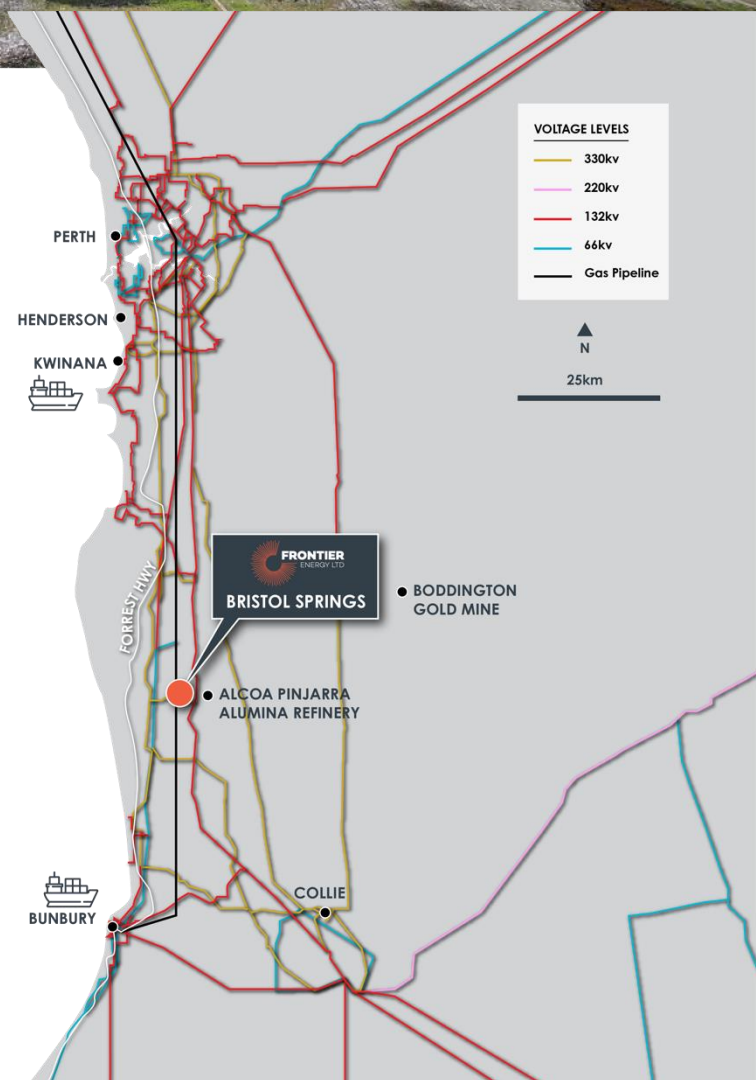 VOLTAGE LEVELS
330kv
220kv
132kv
66kv
Gas Pipeline
N
25km
PERTH
HENDERSON
KWINANA
FORREST HWY
FRONTIER
ENERGY LTD
BRISTOL SPRINGS
BODDINGTON
GOLD MINE
ALCOA PINJARRA
ALUMINA REFINERY
COLLIE
BUNBURY